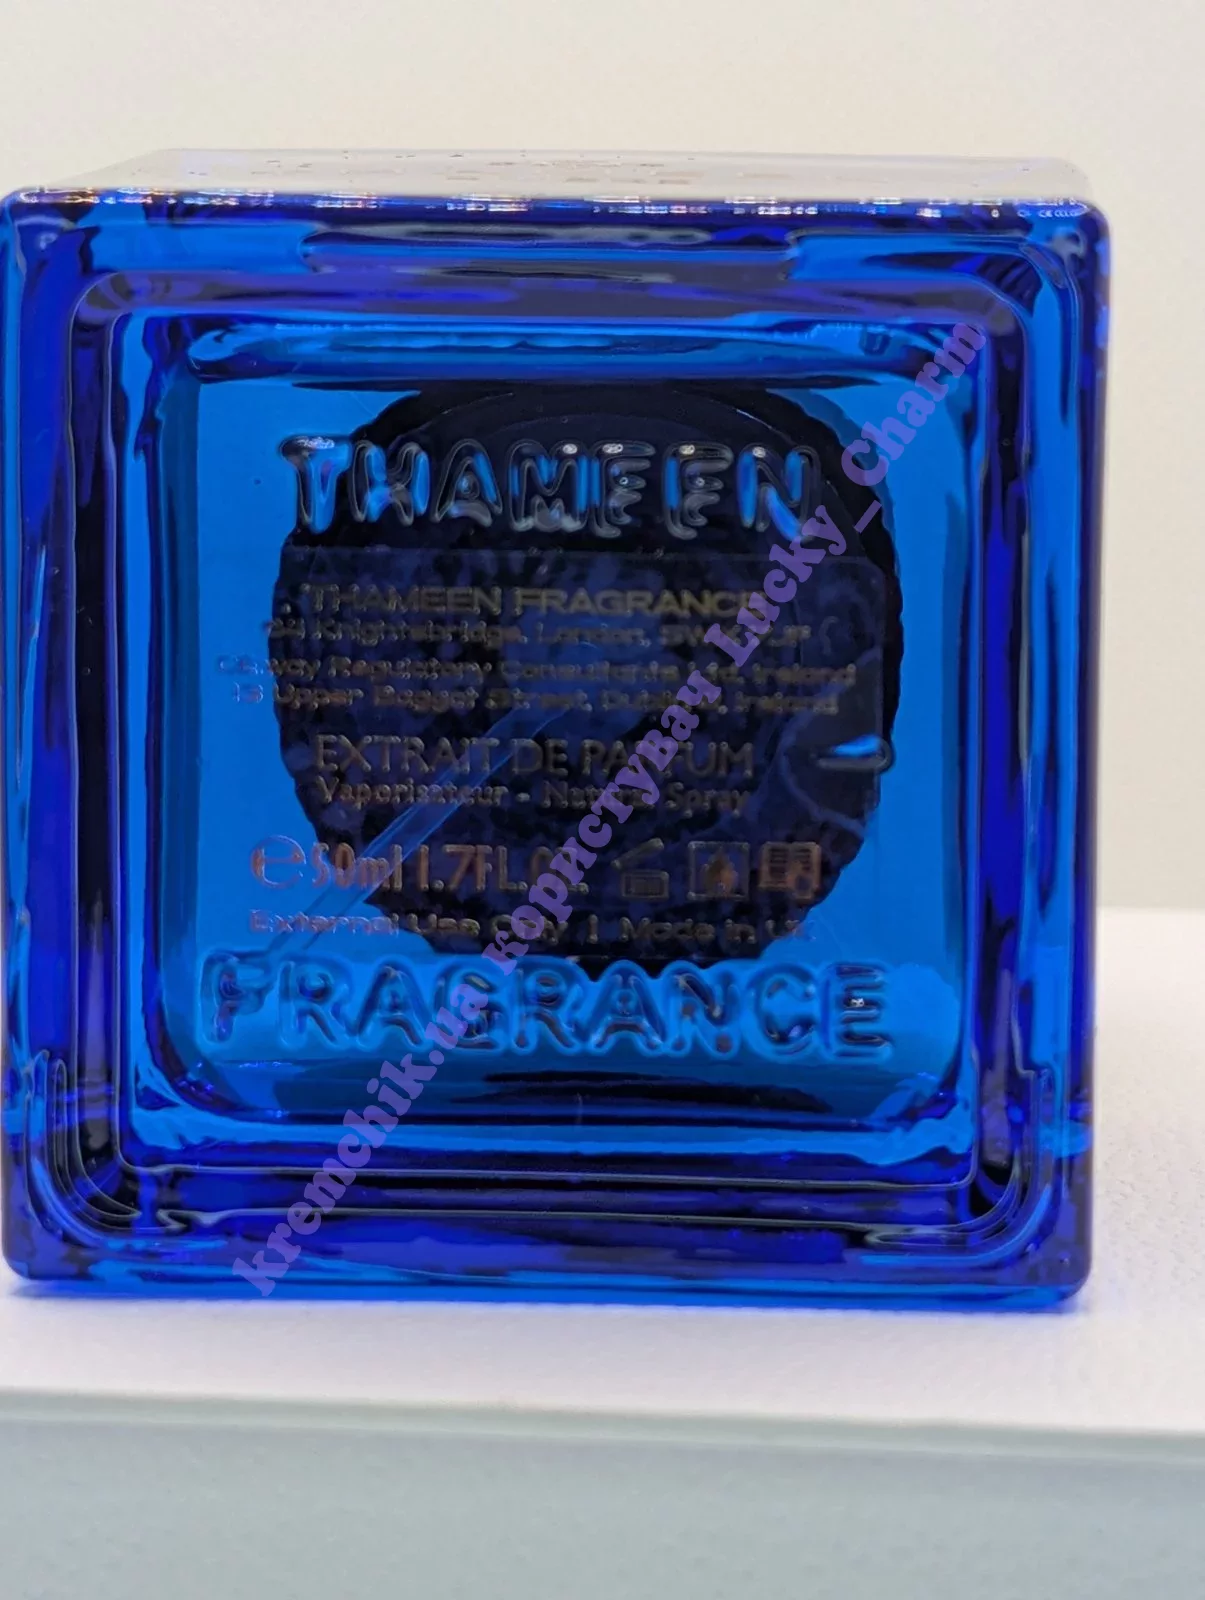 THAMEEN
THAMEEN FRAGRANCE
Knightsbridge, London,
Regulatory Consultants Ltd, Ireland
Upper Baggot Street, Dublin Ireland
EXTRAIT DE PARFUM
Vaporisateur - Natural Spray
℮ 50ml 1.7FL.OZ.
External Use Only | Made in UK
FRAGRANCE
kremchik.ua користувач Lucky_Charm